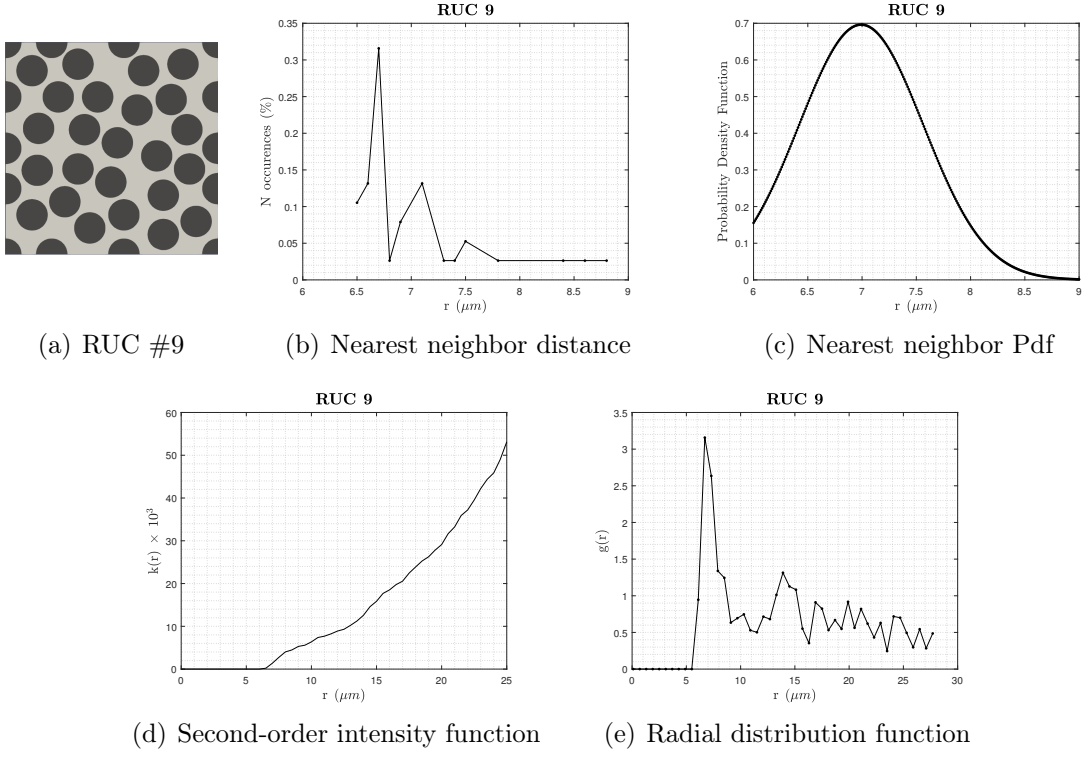 RUC 9
N occurences (%)
0.35
0.3
0.25
0.2
0.15
0.1
0.05
0
6 6.5 7 7.5 8 8.5 9
r (μm)
RUC 9
Probability Density Function
0.7
0.6
0.5
0.4
0.3
0.2
0.1
0
6 6.5 7 7.5 8 8.5 9
r (μm)
(a) RUC #9
(b) Nearest neighbor distance
(c) Nearest neighbor Pdf
RUC 9
k(r) × 10³
60
50
40
30
20
10
0
0 5 10 15 20 25
r (μm)
RUC 9
g(r)
3.5
3
2.5
2
1.5
1
0.5
0
0 5 10 15 20 25 30
r (μm)
(d) Second-order intensity function
(e) Radial distribution function